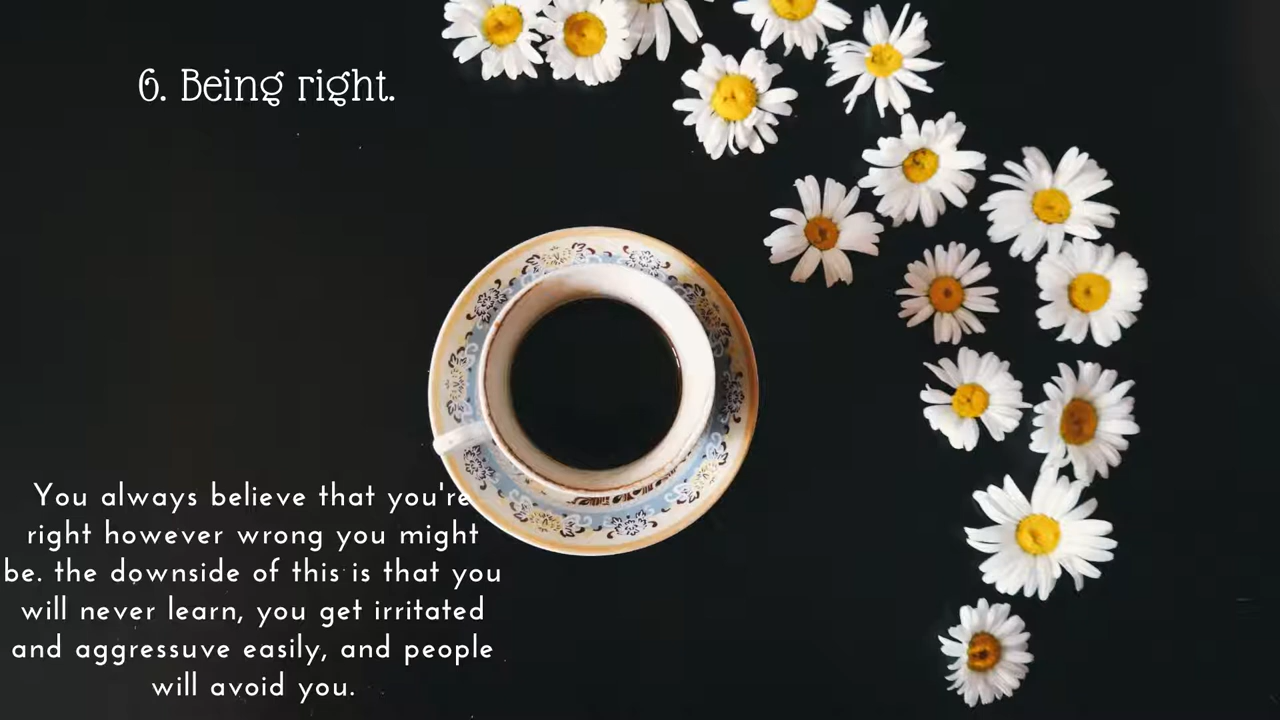 6. Being right.
You always believe that you're
right however wrong you might
be. the downside of this is that you
will never learn, you get irritated
and aggressuve easily, and people
will avoid you.